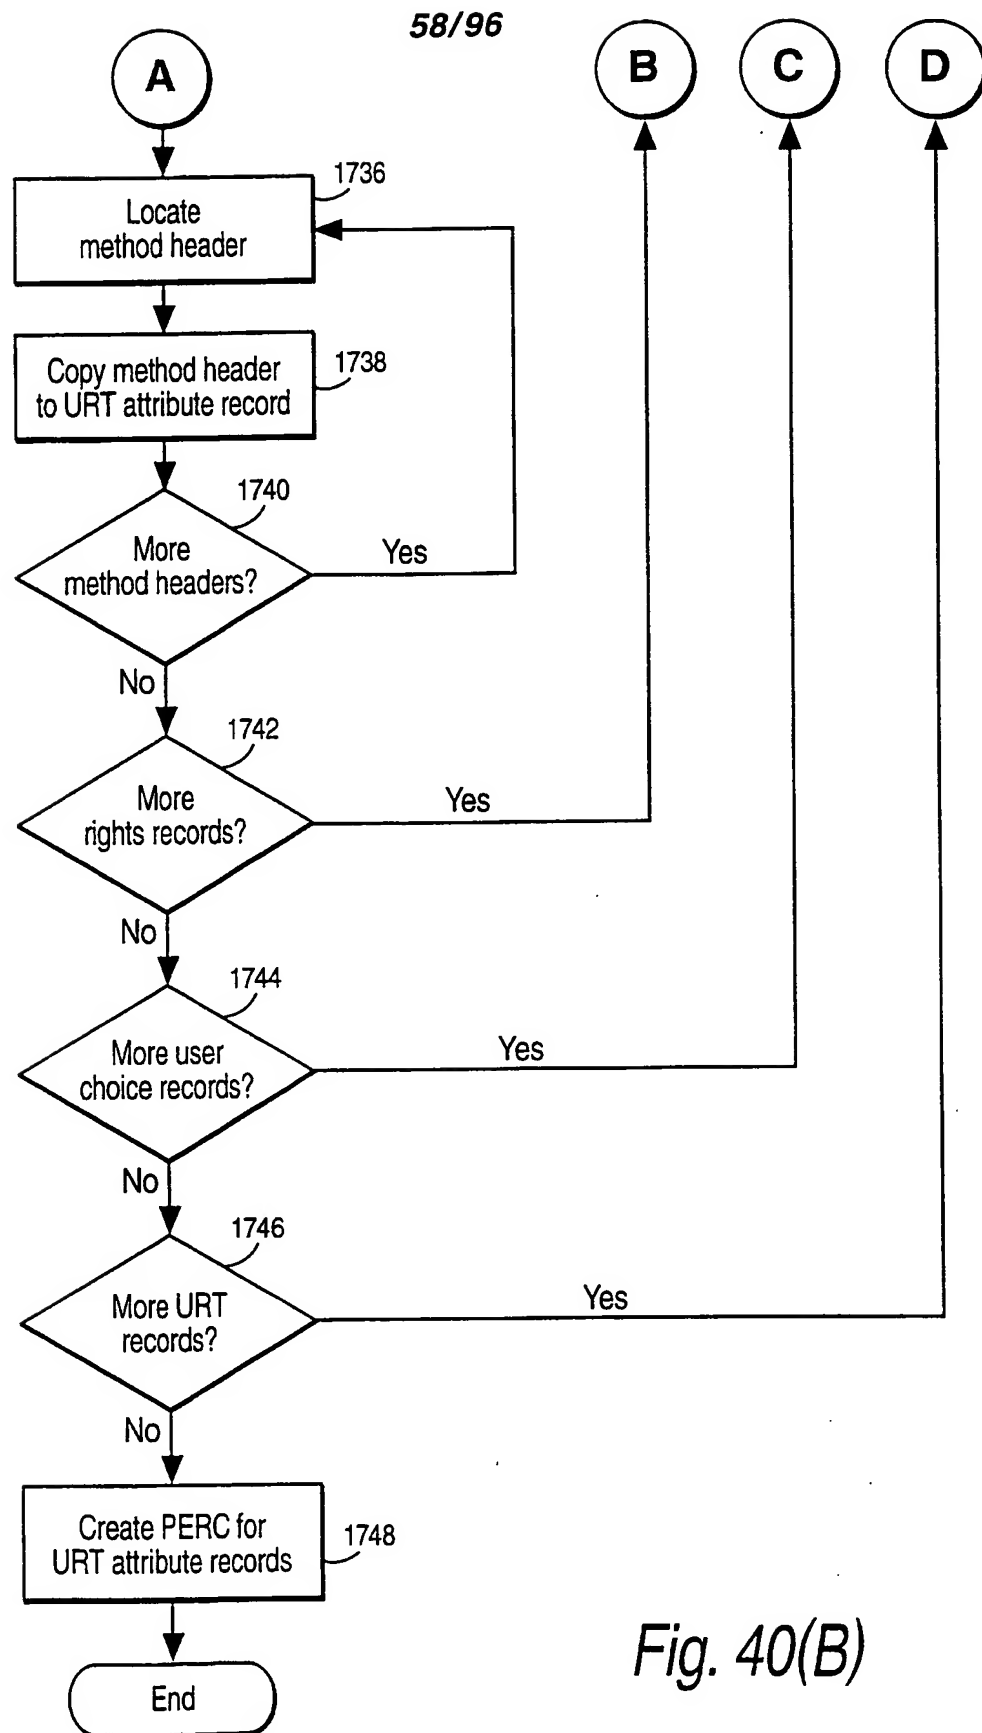 58/96
A
B
C
D
1736
Locate
method header
1738
Copy method header
to URT attribute record
1740
More
method headers?
Yes
No
1742
More
rights records?
Yes
No
1744
More user
choice records?
Yes
No
1746
More URT
records?
Yes
No
Create PERC for
URT attribute records
1748
End
Fig. 40(B)